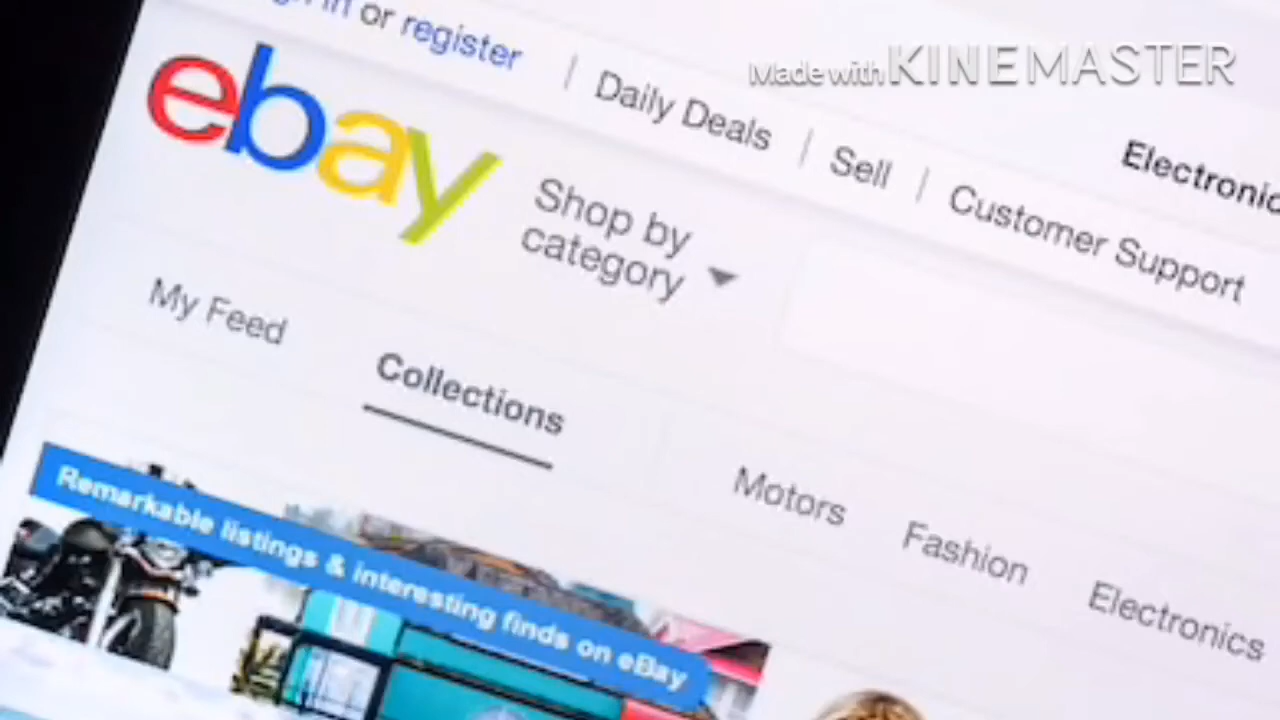 or register
Daily Deals
Sell
Customer Support
Made with KINEMASTER
ebay
Shop by
category
My Feed
Collections
Motors
Fashion
Electronics
Remarkable listings & interesting finds on eBay